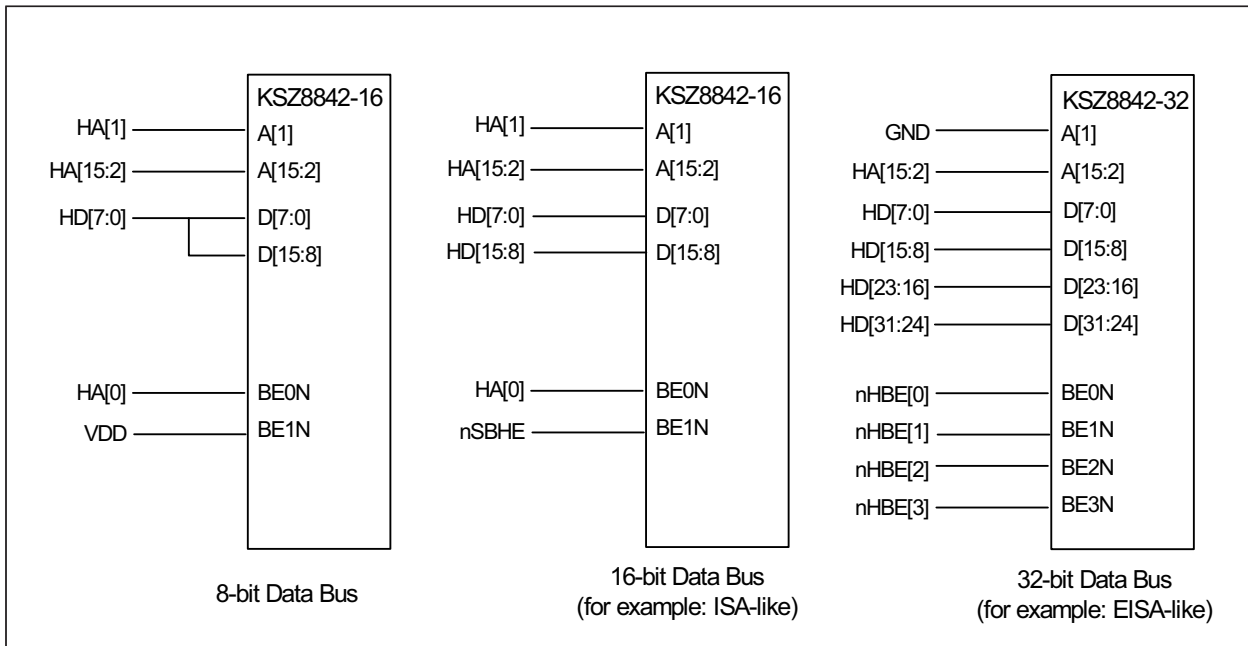 KSZ8842-16
HA[1] A[1]
HA[15:2] A[15:2]
HD[7:0] D[7:0]
D[15:8]
HA[0] BE0N
VDD BE1N
8-bit Data Bus
KSZ8842-16
HA[1] A[1]
HA[15:2] A[15:2]
HD[7:0] D[7:0]
HD[15:8] D[15:8]
HA[0] BE0N
nSBHE BE1N
16-bit Data Bus
(for example: ISA-like)
KSZ8842-32
GND A[1]
HA[15:2] A[15:2]
HD[7:0] D[7:0]
HD[15:8] D[15:8]
HD[23:16] D[23:16]
HD[31:24] D[31:24]
nHBE[0] BE0N
nHBE[1] BE1N
nHBE[2] BE2N
nHBE[3] BE3N
32-bit Data Bus
(for example: EISA-like)